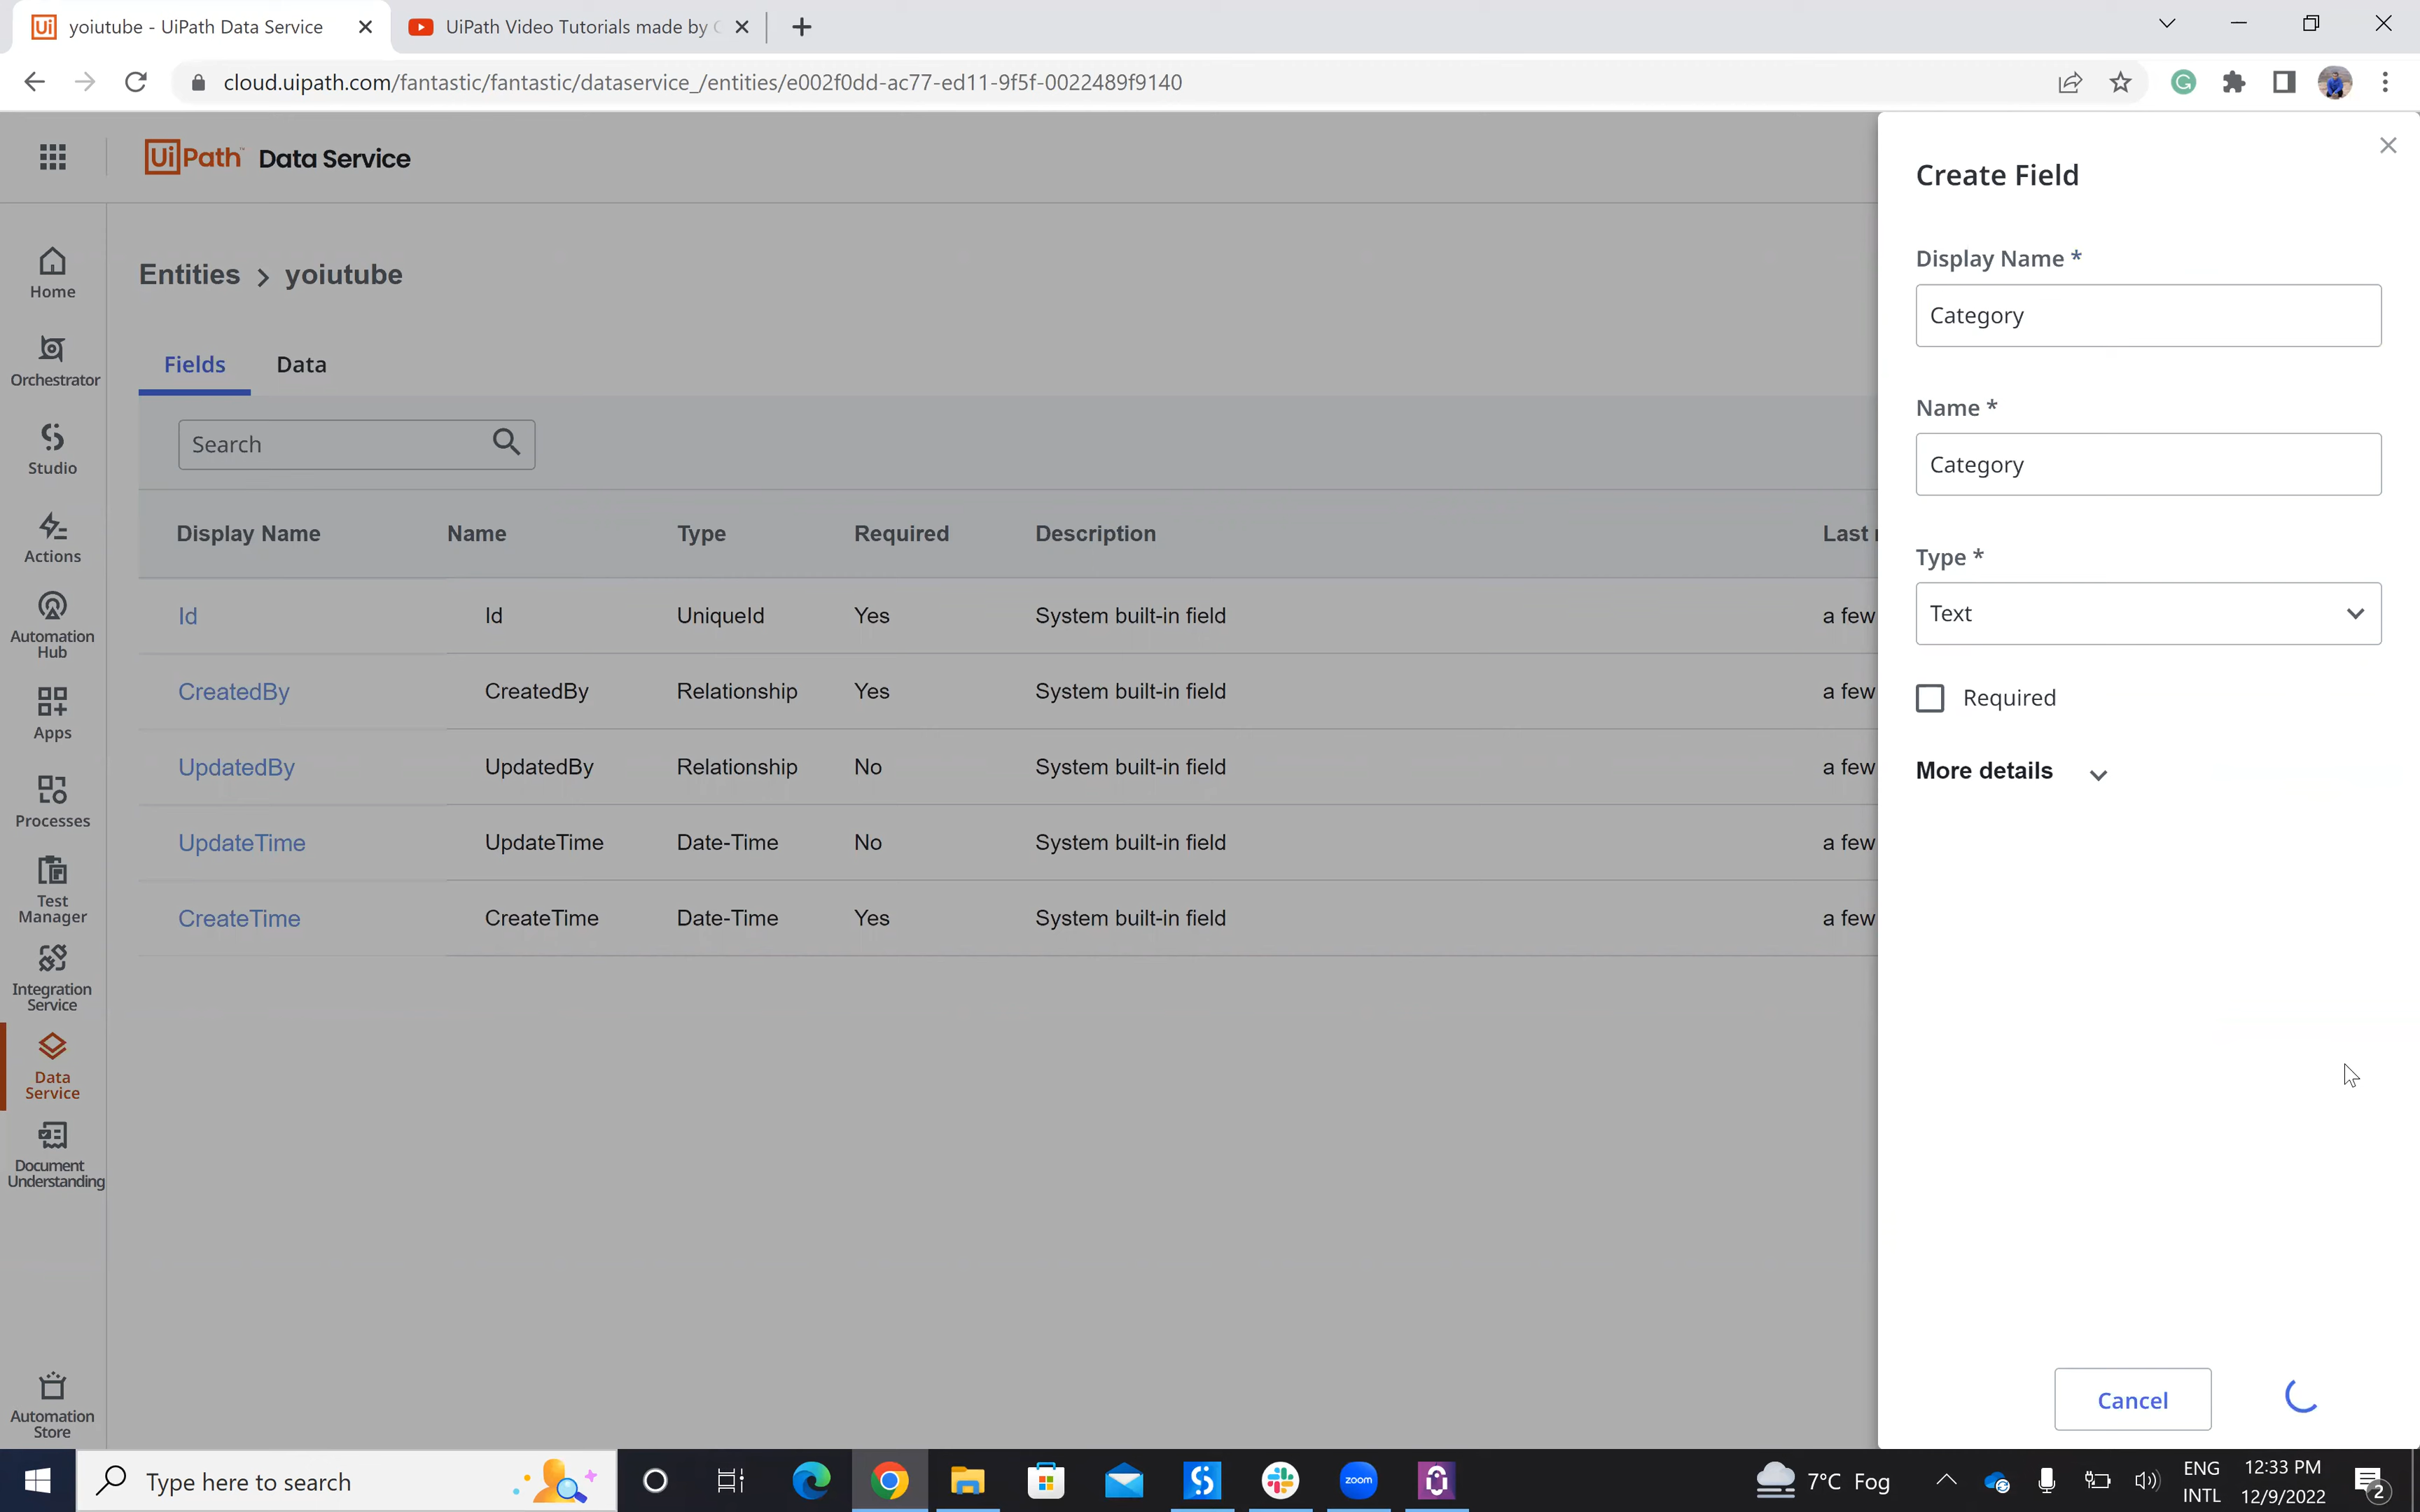 yoiutube - UiPath Data Service
UiPath Video Tutorials made by
cloud.uipath.com/fantastic/fantastic/dataservice_/entities/e002f0dd-ac77-ed11-9f5f-0022489f9140
UiPath Data Service
Home
Orchestrator
Studio
Actions
Automation
Hub
Apps
Processes
Test
Manager
Integration
Service
Data
Service
Document
Understanding
Automation
Store
Entities > yoiutube
Fields Data
Search
Display Name Name Type Required Description Last
Id Id UniqueId Yes System built-in field a few
CreatedBy CreatedBy Relationship Yes System built-in field a few
UpdatedBy UpdatedBy Relationship No System built-in field a few
UpdateTime UpdateTime Date-Time No System built-in field a few
CreateTime CreateTime Date-Time Yes System built-in field a few
Create Field
Display Name *
Category
Name *
Category
Type *
Text
Required
More details
Cancel
Type here to search
zoom
7°C Fog
ENG
INTL
12:33 PM
12/9/2022
2